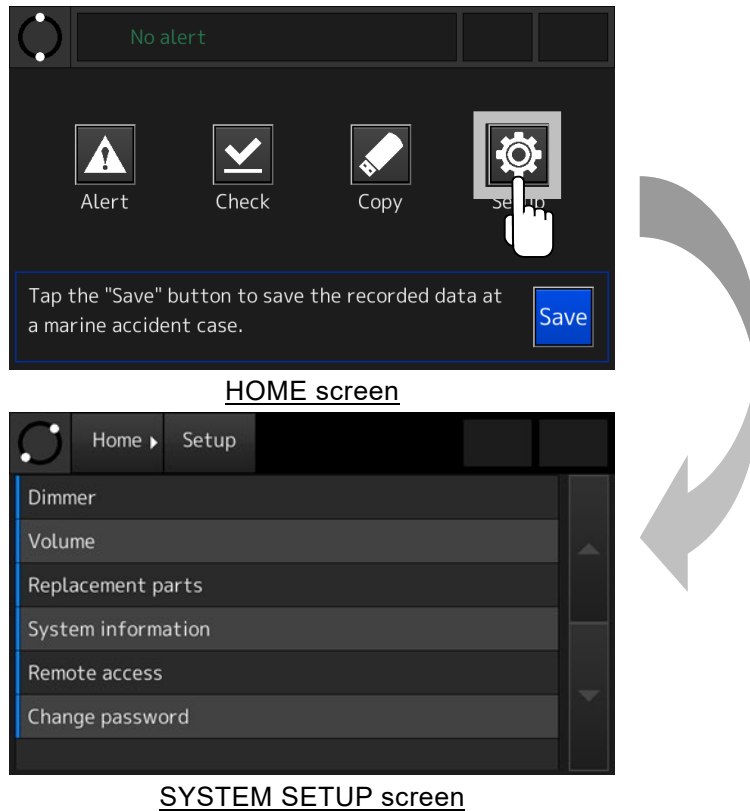 No alert
Alert Check Copy Setup
Tap the "Save" button to save the recorded data at
a marine accident case.
Save
HOME screen
Home Setup
Dimmer
Volume
Replacement parts
System information
Remote access
Change password
SYSTEM SETUP screen